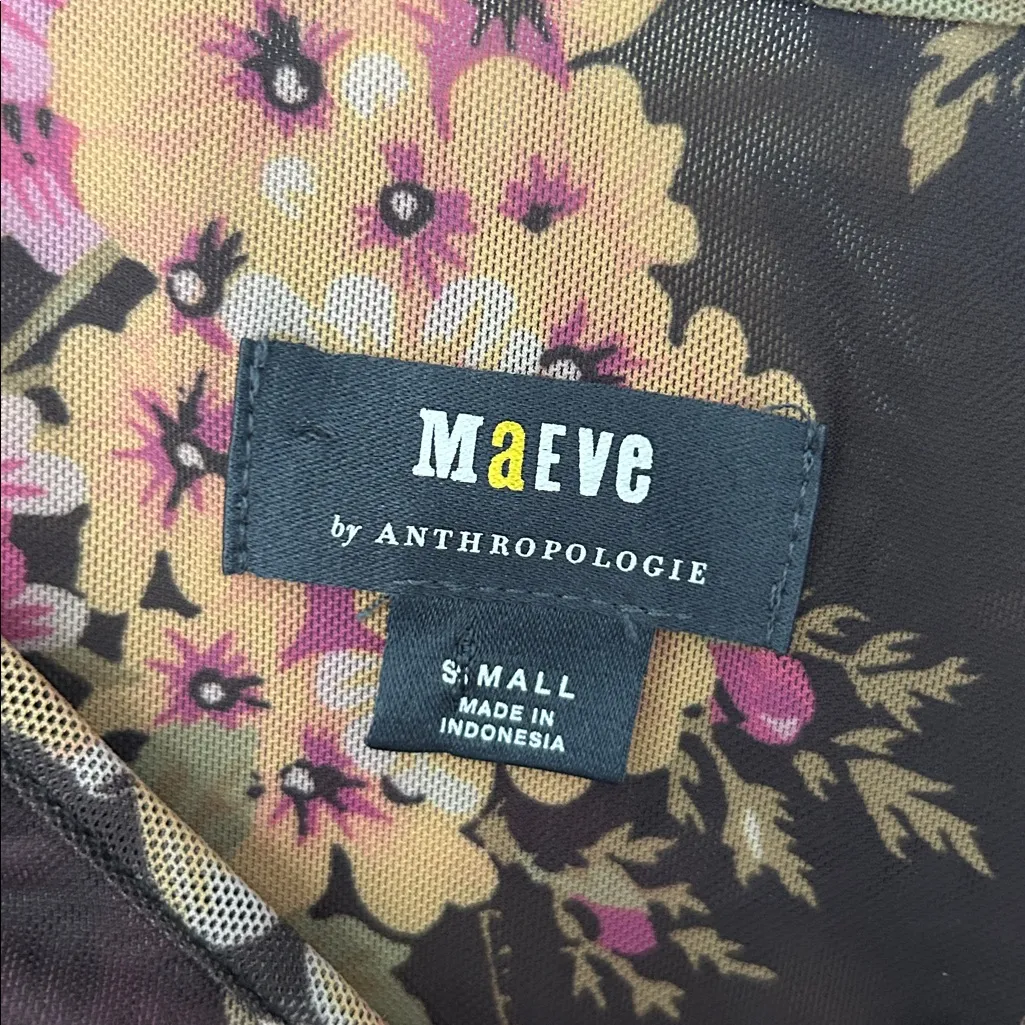 MaEVe
by ANTHROPOLOGIE
SMALL
MADE IN
INDONESIA